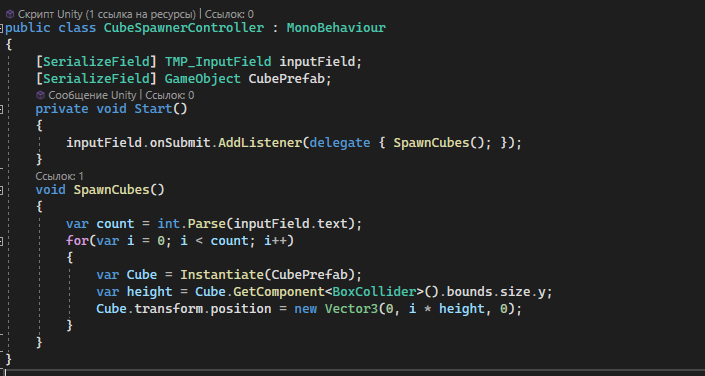 Скрипт Unity (1 ссылка на ресурсы) | Ссылок: 0
public class CubeSpawnerController : MonoBehaviour
{
    [SerializeField] TMP_InputField inputField;
    [SerializeField] GameObject CubePrefab;
    Сообщение Unity | Ссылок: 0
    private void Start()
    {
        inputField.onSubmit.AddListener(delegate { SpawnCubes(); });
    }
    Ссылок: 1
    void SpawnCubes()
    {
        var count = int.Parse(inputField.text);
        for(var i = 0; i < count; i++)
        {
            var Cube = Instantiate(CubePrefab);
            var height = Cube.GetComponent<BoxCollider>().bounds.size.y;
            Cube.transform.position = new Vector3(0, i * height, 0);
        }
    }
}